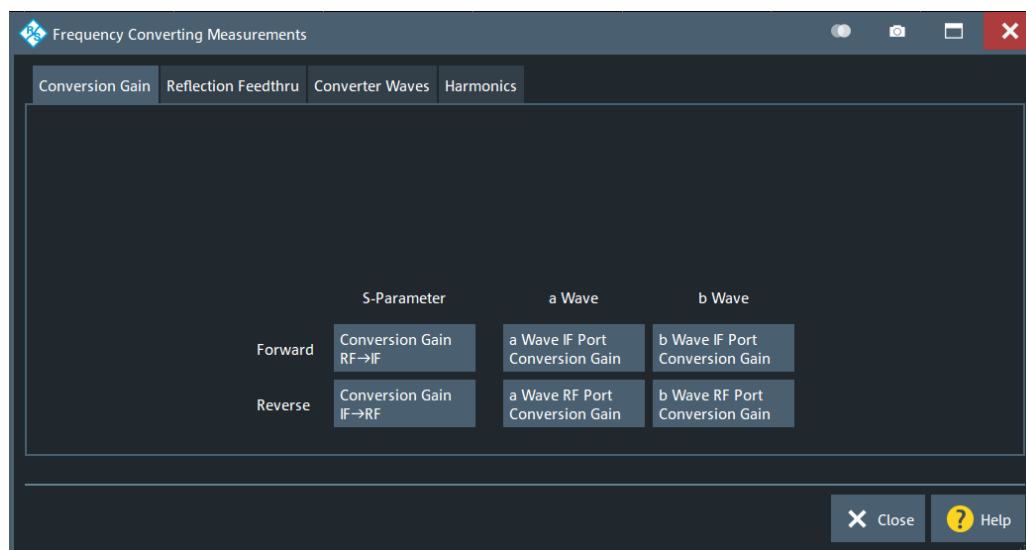 R&S Frequency Converting Measurements
Conversion Gain Reflection Feedthru Converter Waves Harmonics
S-Parameter a Wave b Wave
Forward
Conversion Gain
RF→IF
a Wave IF Port
Conversion Gain
b Wave IF Port
Conversion Gain
Reverse
Conversion Gain
IF→RF
a Wave RF Port
Conversion Gain
b Wave RF Port
Conversion Gain
Close ? Help